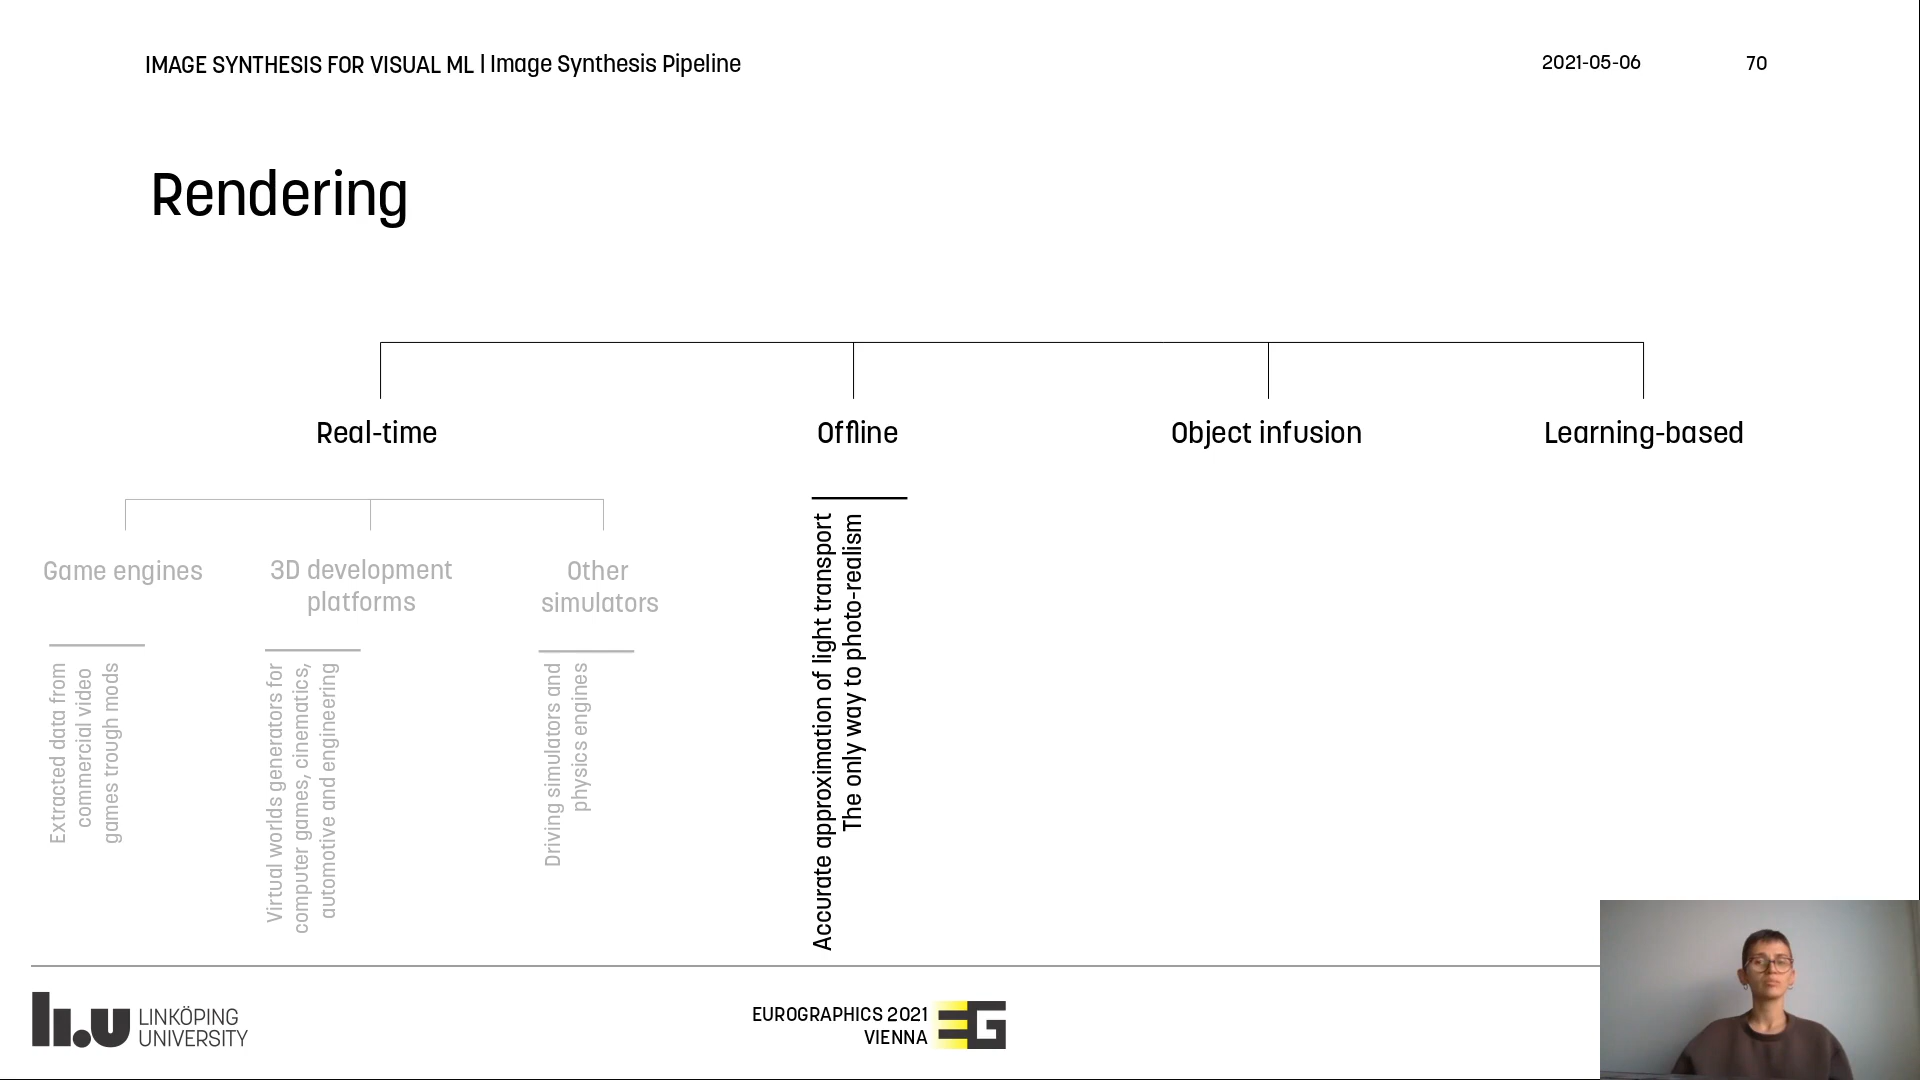 IMAGE SYNTHESIS FOR VISUAL ML | Image Synthesis Pipeline
2021-05-06
70
Rendering
Real-time
Offline
Object infusion
Learning-based
Game engines
3D development
platforms
Other
simulators
Extracted data from
commercial video
games trough mods
Virtual worlds generators for
computer games, cinematics,
automotive and engineering
Driving simulators and
physics engines
Accurate approximation of light transport
The only way to photo-realism
li.u LINKÖPING
UNIVERSITY
EUROGRAPHICS 2021
VIENNA
EG